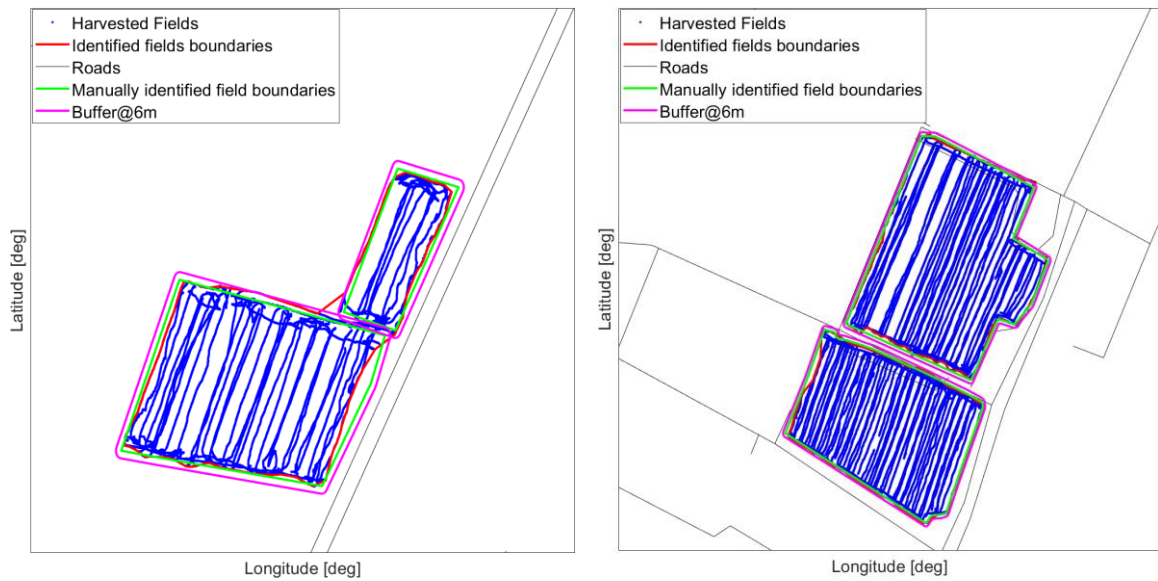 Harvested Fields
Identified fields boundaries
Roads
Manually identified field boundaries
Buffer@6m
Latitude [deg]
Longitude [deg]
Harvested Fields
Identified fields boundaries
Roads
Manually identified field boundaries
Buffer@6m
Latitude [deg]
Longitude [deg]